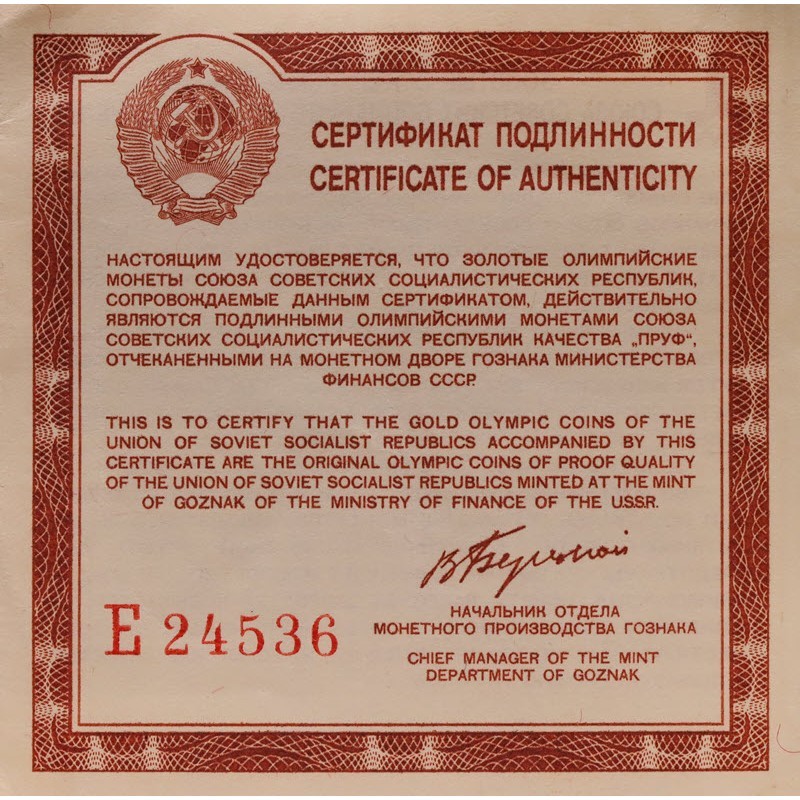 СЕРТИФИКАТ ПОДЛИННОСТИ
CERTIFICATE OF AUTHENTICITY
НАСТОЯЩИМ УДОСТОВЕРЯЕТСЯ, ЧТО ЗОЛОТЫЕ ОЛИМПИЙСКИЕ
МОНЕТЫ СОЮЗА СОВЕТСКИХ СОЦИАЛИСТИЧЕСКИХ РЕСПУБЛИК,
СОПРОВОЖДАЕМЫЕ ДАННЫМ СЕРТИФИКАТОМ, ДЕЙСТВИТЕЛЬНО
ЯВЛЯЮТСЯ ПОДЛИННЫМИ ОЛИМПИЙСКИМИ МОНЕТАМИ СОЮЗА
СОВЕТСКИХ СОЦИАЛИСТИЧЕСКИХ РЕСПУБЛИК КАЧЕСТВА „ПРУФ“,
ОТЧЕКАНЕННЫМИ НА МОНЕТНОМ ДВОРЕ ГОЗНАКА МИНИСТЕРСТВА
ФИНАНСОВ СССР.
THIS IS TO CERTIFY THAT THE GOLD OLYMPIC COINS OF THE
UNION OF SOVIET SOCIALIST REPUBLICS ACCOMPANIED BY THIS
CERTIFICATE ARE THE ORIGINAL OLYMPIC COINS OF PROOF QUALITY
OF THE UNION OF SOVIET SOCIALIST REPUBLICS MINTED AT THE MINT
OF GOZNAK OF THE MINISTRY OF FINANCE OF THE U.S.S.R.
Е 24536
НАЧАЛЬНИК ОТДЕЛА
МОНЕТНОГО ПРОИЗВОДСТВА ГОЗНАКА
CHIEF MANAGER OF THE MINT
DEPARTMENT OF GOZNAK